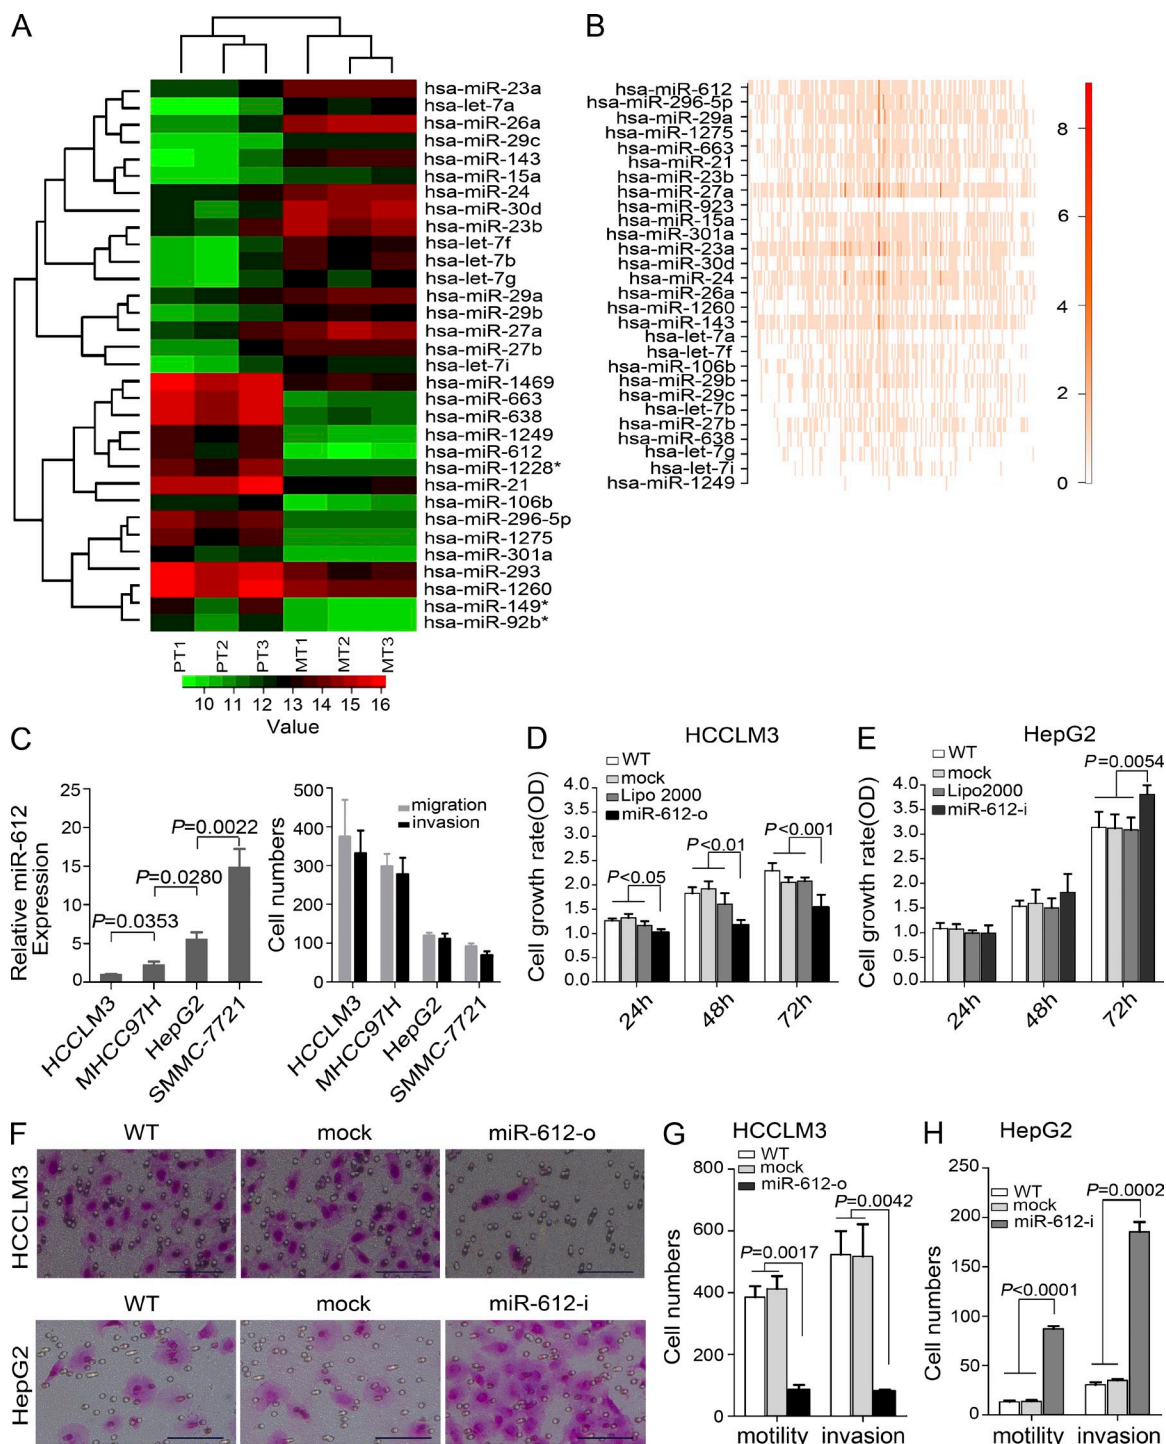 A
hsa-miR-23a
hsa-let-7a
hsa-miR-26a
hsa-miR-29c
hsa-miR-143
hsa-miR-15a
hsa-miR-24
hsa-miR-30d
hsa-miR-23b
hsa-let-7f
hsa-let-7b
hsa-let-7g
hsa-miR-29a
hsa-miR-29b
hsa-miR-27a
hsa-miR-27b
hsa-let-7i
hsa-miR-1469
hsa-miR-663
hsa-miR-638
hsa-miR-1249
hsa-miR-612
hsa-miR-1228*
hsa-miR-21
hsa-miR-106b
hsa-miR-296-5p
hsa-miR-1275
hsa-miR-301a
hsa-miR-293
hsa-miR-1260
hsa-miR-149*
hsa-miR-92b*
PT1 PT2 PT3 MT1 MT2 MT3
10 11 12 13 14 15 16
Value
B
hsa-miR-612
hsa-miR-296-5p
hsa-miR-29a
hsa-miR-1275
hsa-miR-663
hsa-miR-21
hsa-miR-23b
hsa-miR-27a
hsa-miR-923
hsa-miR-15a
hsa-miR-301a
hsa-miR-23a
hsa-miR-30d
hsa-miR-24
hsa-miR-26a
hsa-miR-1260
hsa-miR-143
hsa-let-7a
hsa-let-7f
hsa-miR-106b
hsa-miR-29b
hsa-miR-29c
hsa-let-7b
hsa-miR-27b
hsa-miR-638
hsa-let-7g
hsa-let-7i
hsa-miR-1249
8
6
4
2
0
C
Relative miR-612
Expression
25
20
15
10
5
0
P=0.0353
P=0.0280
P=0.0022
HCCLM3
MHCC97H
HepG2
SMMC-7721
Cell numbers
500
400
300
200
100
0
migration
invasion
HCCLM3
MHCC97H
HepG2
SMMC-7721
D
HCCLM3
WT
mock
Lipo 2000
miR-612-o
Cell growth rate(OD)
4.0
3.5
3.0
2.5
2.0
1.5
1.0
0.5
0.0
P<0.05
P<0.01
P<0.001
24h
48h
72h
E
HepG2
WT
mock
Lipo2000
miR-612-i
P=0.0054
Cell growth rate(OD)
4.0
3.5
3.0
2.5
2.0
1.5
1.0
0.5
0.0
24h
48h
72h
F
WT mock miR-612-o
HCCLM3
WT mock miR-612-i
HepG2
G
HCCLM3
WT
mock
miR-612-o
Cell numbers
800
600
400
200
0
P=0.0017
P=0.0042
motility invasion
H
HepG2
WT
mock
miR-612-i
Cell numbers
250
200
150
100
50
0
P<0.0001
P=0.0002
motility invasion